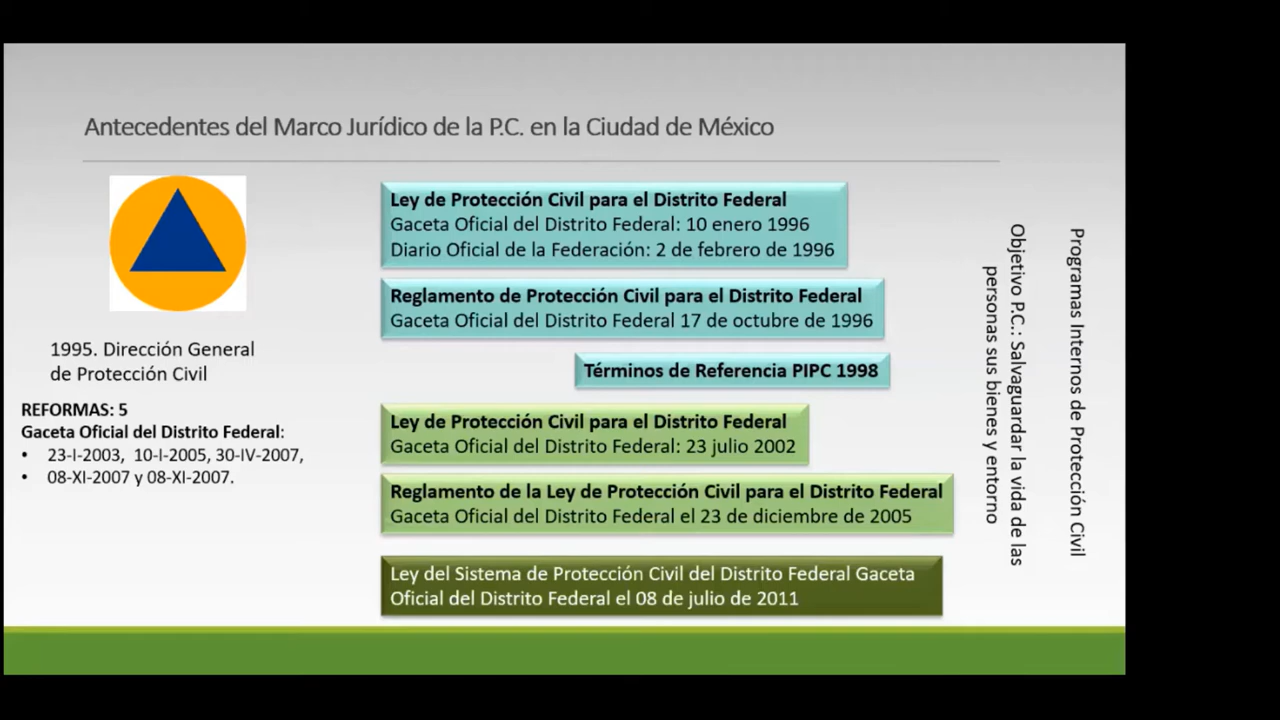 Antecedentes del Marco Jurídico de la P.C. en la Ciudad de México
1995. Dirección General
de Protección Civil
REFORMAS: 5
Gaceta Oficial del Distrito Federal:
• 23-I-2003, 10-I-2005, 30-IV-2007,
• 08-XI-2007 y 08-XI-2007.
Ley de Protección Civil para el Distrito Federal
Gaceta Oficial del Distrito Federal: 10 enero 1996
Diario Oficial de la Federación: 2 de febrero de 1996
Reglamento de Protección Civil para el Distrito Federal
Gaceta Oficial del Distrito Federal 17 de octubre de 1996
Términos de Referencia PIPC 1998
Ley de Protección Civil para el Distrito Federal
Gaceta Oficial del Distrito Federal: 23 julio 2002
Reglamento de la Ley de Protección Civil para el Distrito Federal
Gaceta Oficial del Distrito Federal el 23 de diciembre de 2005
Ley del Sistema de Protección Civil del Distrito Federal Gaceta
Oficial del Distrito Federal el 08 de julio de 2011
Programas Internos de Protección Civil
Objetivo P.C.: Salvaguardar la vida de las
personas sus bienes y entorno